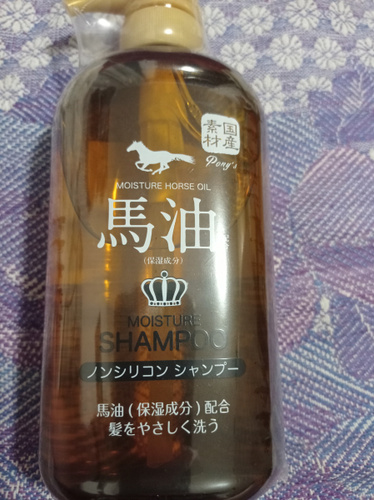 国産
素材
Pony's
MOISTURE HORSE OIL
馬油
(保湿成分)
MOISTURE
SHAMPOO
ノンシリコン シャンプー
馬油(保湿成分)配合
髪をやさしく洗う